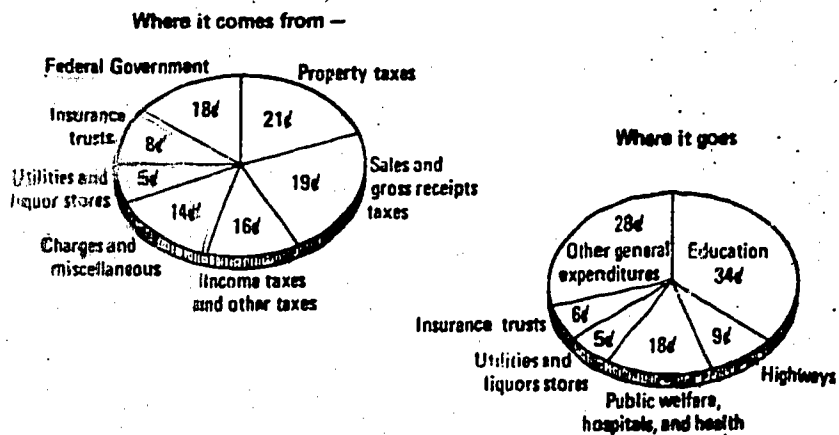 Where it comes from —
Federal Government
Property taxes
18¢
21¢
Insurance
trusts
8¢
Sales and
gross receipts
taxes
19¢
Utilities and
liquor stores
5¢
14¢
16¢
Charges and
miscellaneous
Income taxes
and other taxes
Where it goes
28¢
Other general
expenditures
Education
34¢
Insurance trusts
6¢
5¢
18¢
9¢
Utilities and
liquors stores
Highways
Public welfare,
hospitals, and health